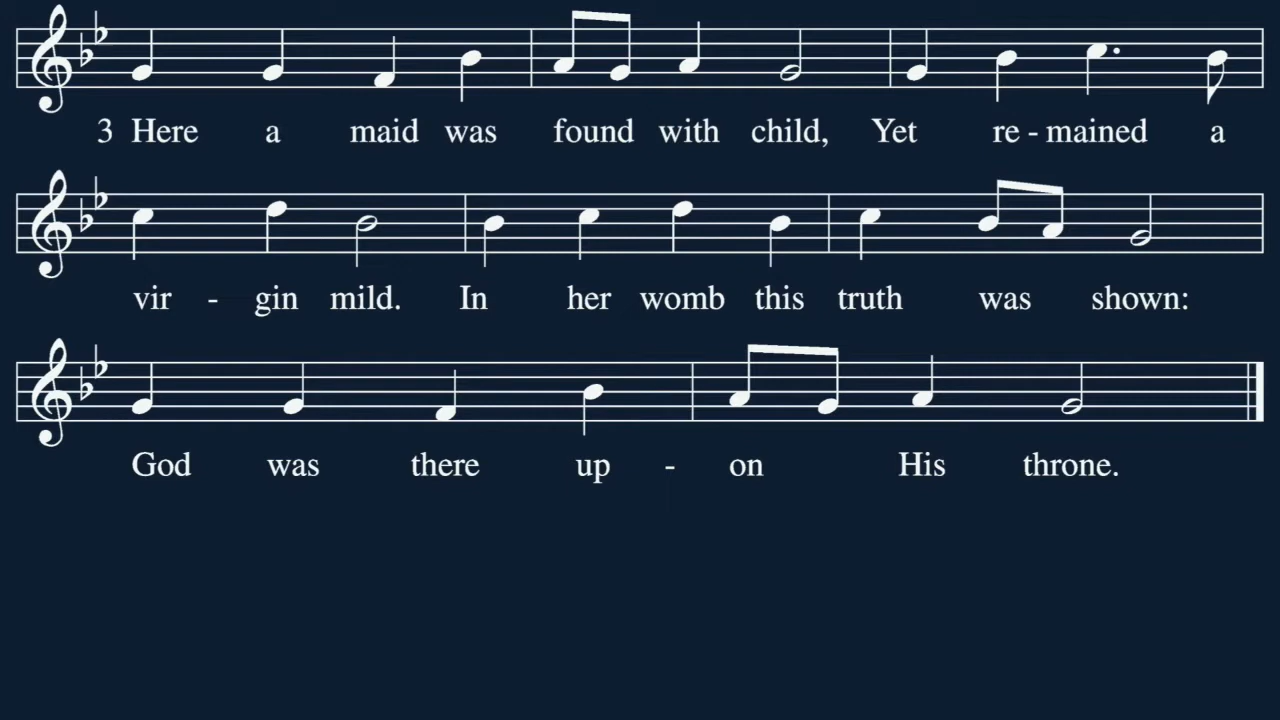 3 Here a maid was found with child, Yet re - mained a
vir - gin mild. In her womb this truth was shown:
God was there up - on His throne.